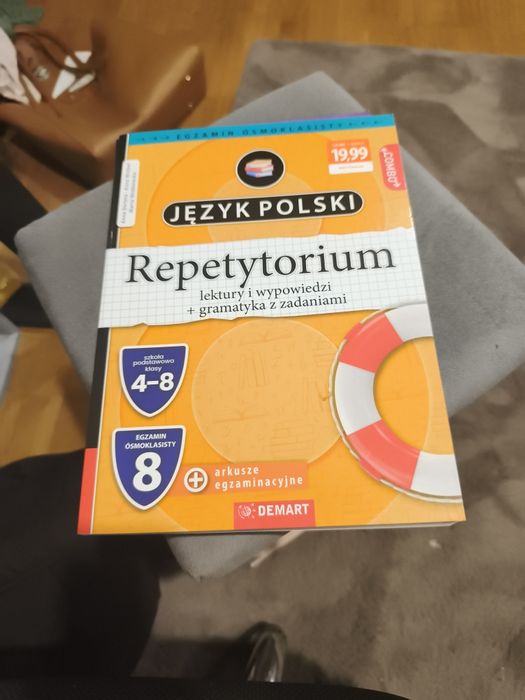 EGZAMIN ÓSMOKLASISTY
19,99
COMBO
JĘZYK POLSKI
Repetytorium
lektury i wypowiedzi
+ gramatyka z zadaniami
szkoła
podstawowa
klasy
4–8
EGZAMIN
ÓSMOKLASISTY
8
+ arkusze
egzaminacyjne
DEMART